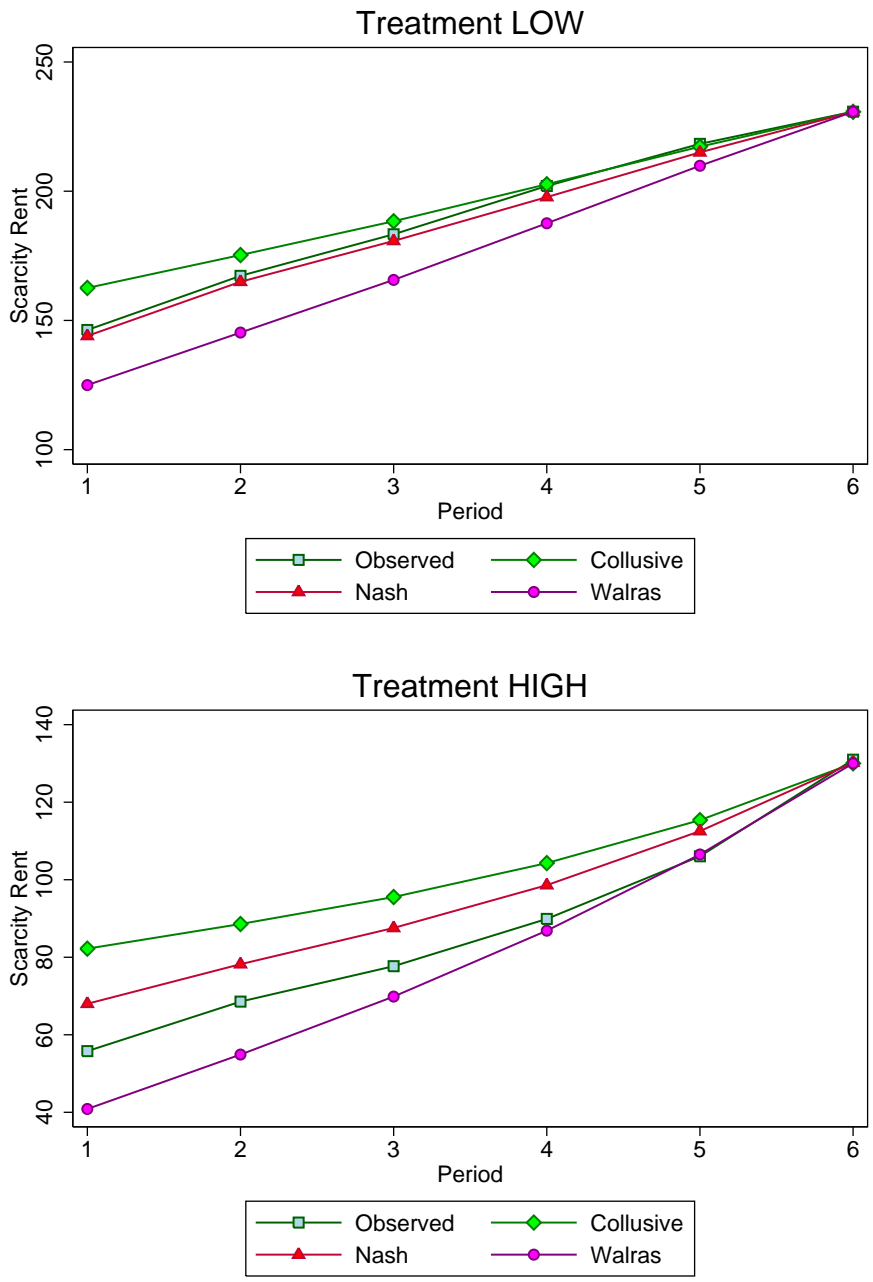 Treatment LOW
250
200
150
100
Scarcity Rent
1 2 3 4 5 6
Period
Observed Collusive
Nash Walras
Treatment HIGH
140
120
100
80
60
40
Scarcity Rent
1 2 3 4 5 6
Period
Observed Collusive
Nash Walras